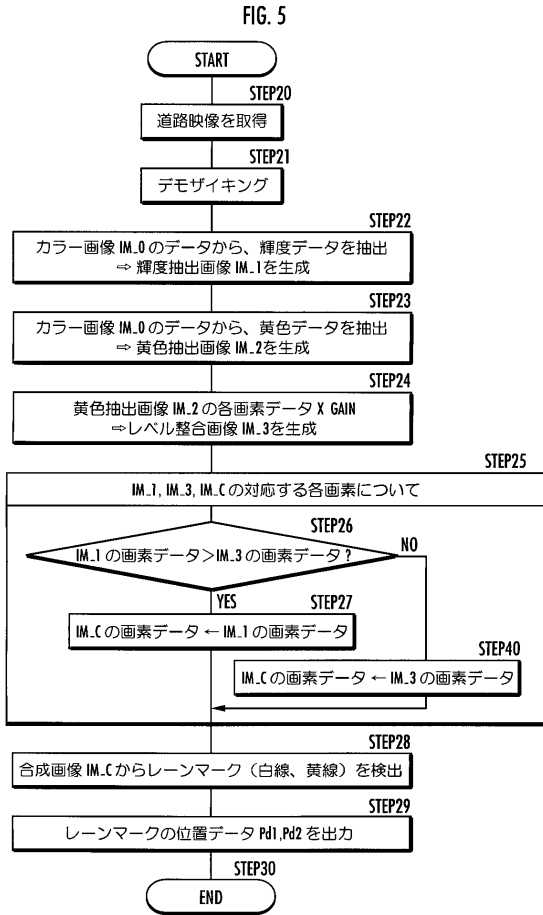 FIG. 5
START
STEP20
道路映像を取得
STEP21
デモザイキング
STEP22
カラー画像 IM_0 のデータから、輝度データを抽出
⇨ 輝度抽出画像 IM_1を生成
STEP23
カラー画像 IM_0 のデータから、黄色データを抽出
⇨ 黄色抽出画像 IM_2を生成
STEP24
黄色抽出画像 IM_2 の各画素データ X GAIN
⇨レベル整合画像 IM_3を生成
STEP25
IM_1, IM_3, IM_C の対応する各画素について
STEP26
IM_1 の画素データ＞IM_3 の画素データ ?
NO
YES
STEP27
IM_C の画素データ ← IM_1 の画素データ
STEP40
IM_C の画素データ ← IM_3 の画素データ
STEP28
合成画像 IM_C からレーンマーク（白線、黄線）を検出
STEP29
レーンマークの位置データ Pd1,Pd2 を出力
STEP30
END